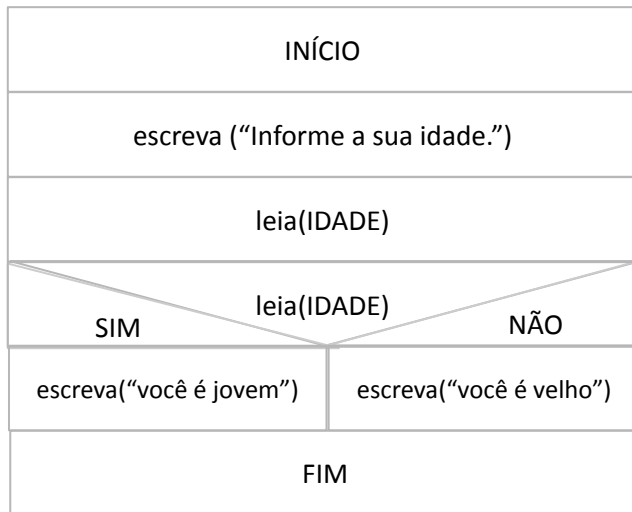 INÍCIO
escreva (“Informe a sua idade.”)
leia(IDADE)
leia(IDADE)
SIM
NÃO
escreva(“você é jovem”)
escreva(“você é velho”)
FIM